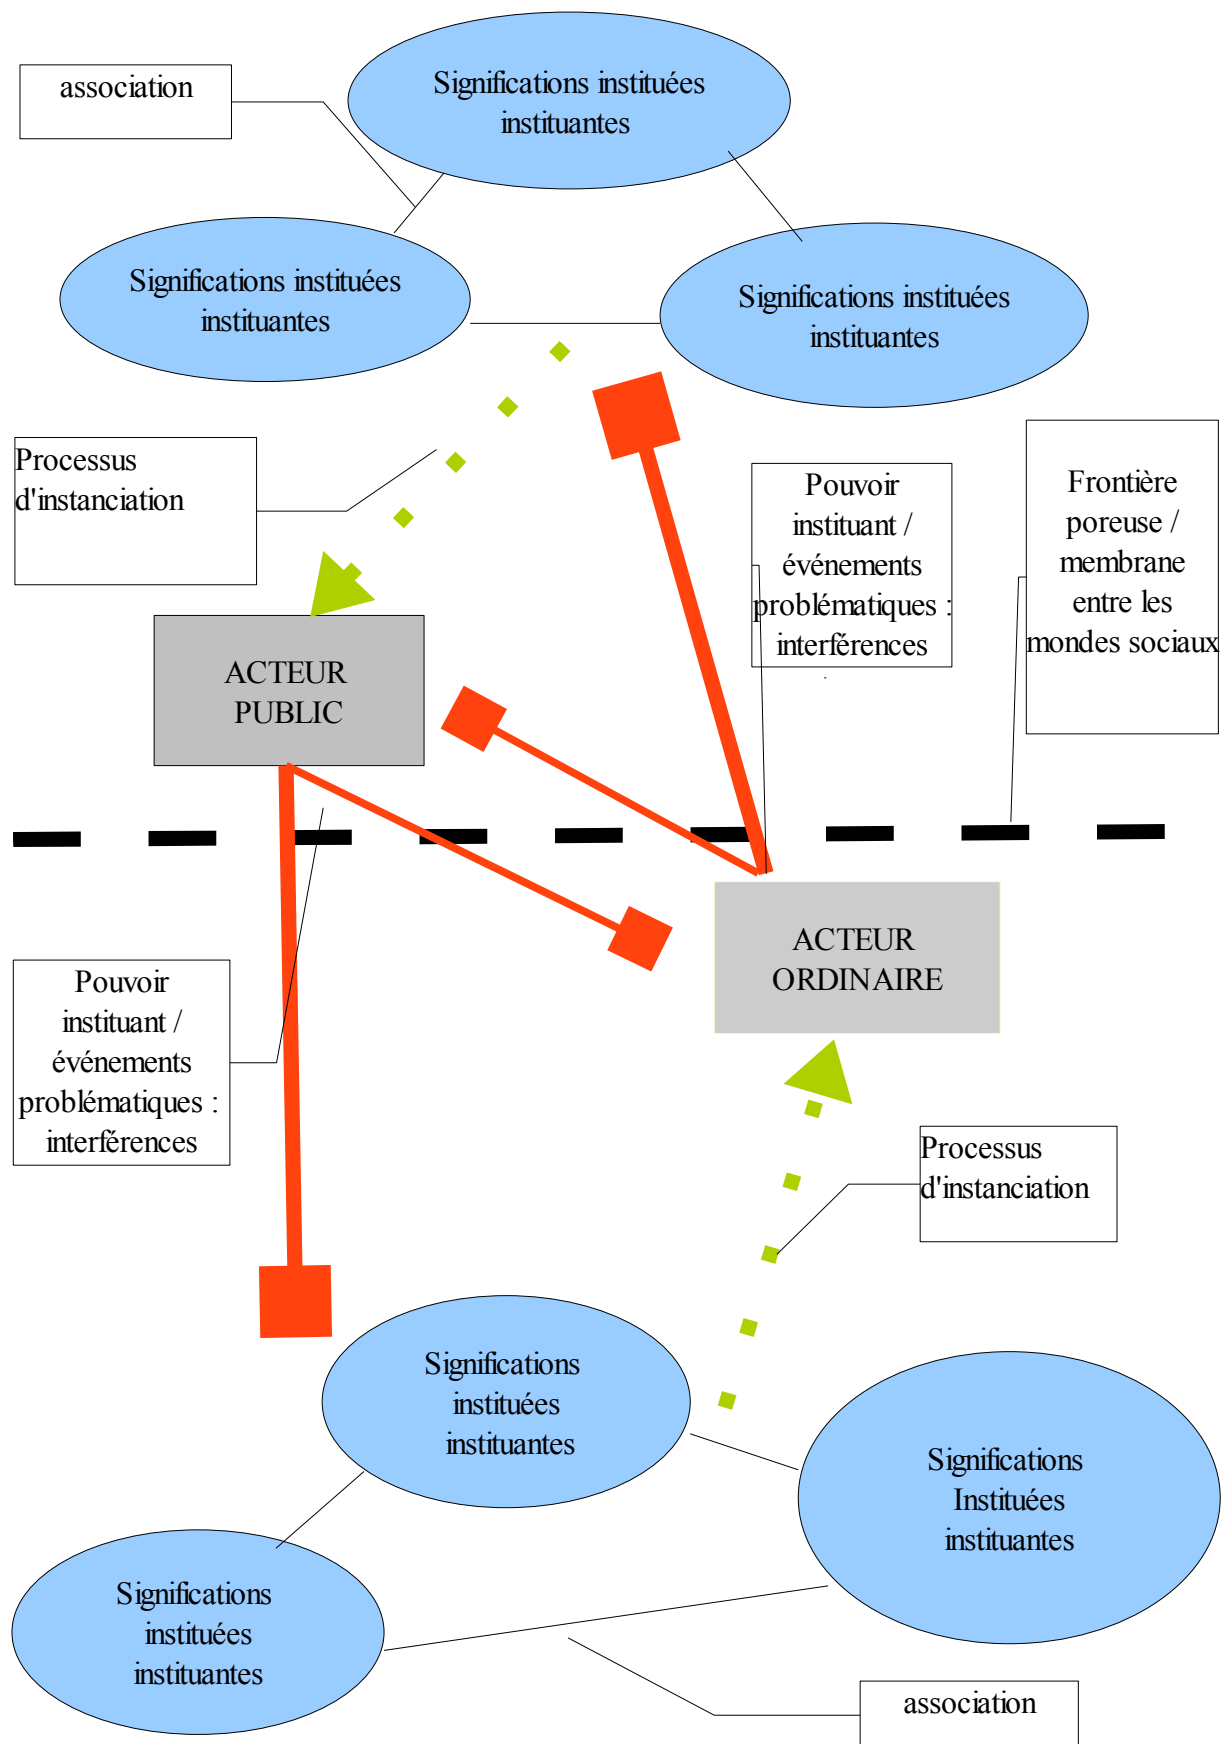 association
Significations instituées
instituantes
Significations instituées
instituantes
Significations instituées
instituantes
Processus
d'instanciation
Pouvoir
instituant /
événements
problématiques :
interférences
Frontière
poreuse /
membrane
entre les
mondes sociaux
ACTEUR
PUBLIC
ACTEUR
ORDINAIRE
Pouvoir
instituant /
événements
problématiques :
interférences
Processus
d'instanciation
Significations
instituées
instituantes
Significations
Instituées
instituantes
Significations
instituées
instituantes
association